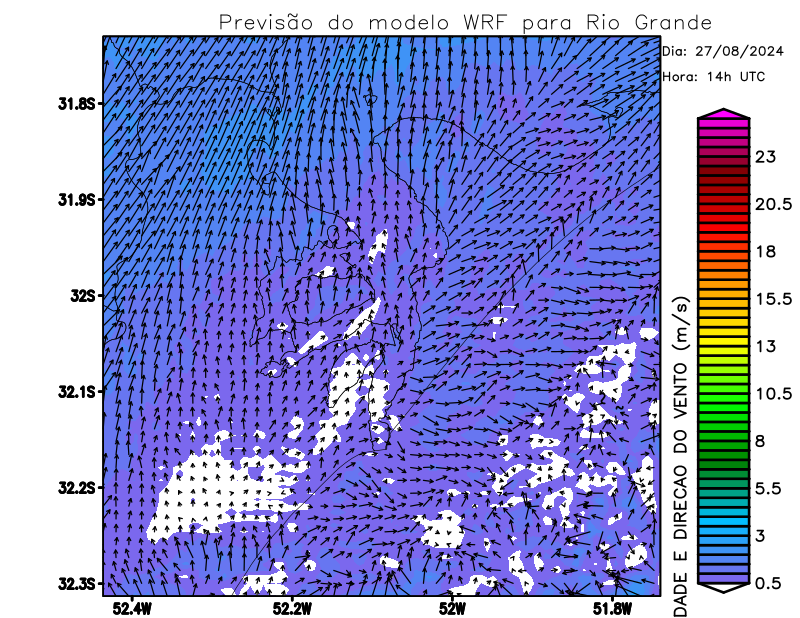 Previsão do modelo WRF para Rio Grande
Dia: 27/08/2024
Hora: 14h UTC
31.8S
31.9S
32S
32.1S
32.2S
32.3S
52.4W
52.2W
52W
51.8W
23
20.5
18
15.5
13
10.5
8
5.5
3
0.5
DADE E DIRECAO DO VENTO (m/s)